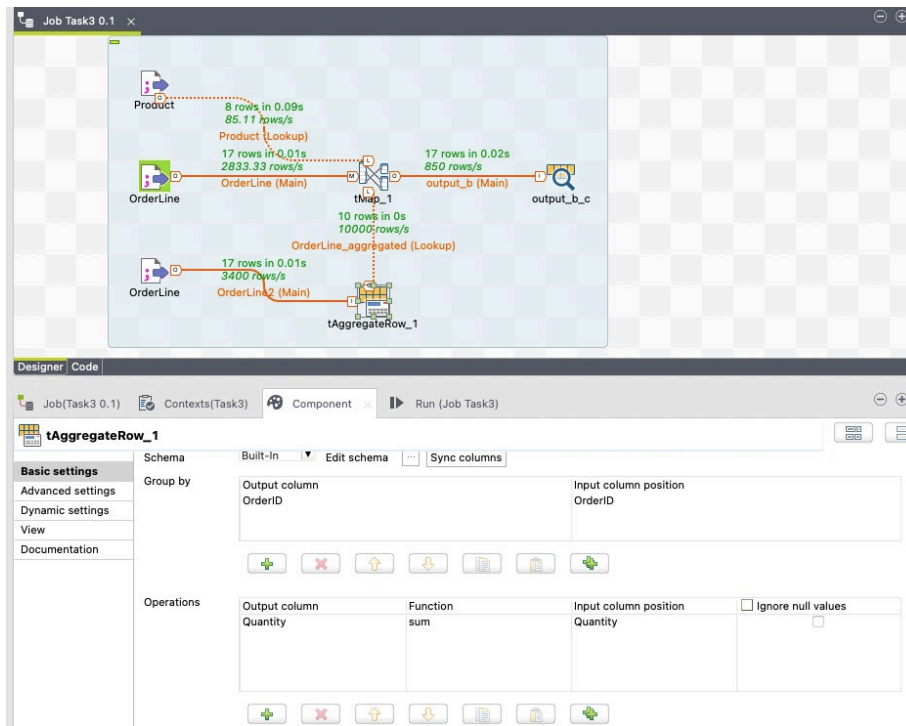 Job Task3 0.1
Product
8 rows in 0.09s
85.11 rows/s
Product (Lookup)
17 rows in 0.01s
2833.33 rows/s
OrderLine (Main)
17 rows in 0.02s
850 rows/s
output_b (Main)
OrderLine
M
tMap_1
output_b_c
10 rows in 0s
10000 rows/s
OrderLine_aggregated (Lookup)
17 rows in 0.01s
3400 rows/s
OrderLine
OrderLine2 (Main)
tAggregateRow_1
Designer Code
Job(Task3 0.1) Contexts(Task3) Component Run (Job Task3)
tAggregateRow_1
Basic settings
Advanced settings
Dynamic settings
View
Documentation
Schema Built-In Edit schema ... Sync columns
Group by
Output column Input column position
OrderID OrderID
Operations
Output column Function Input column position Ignore null values
Quantity sum Quantity